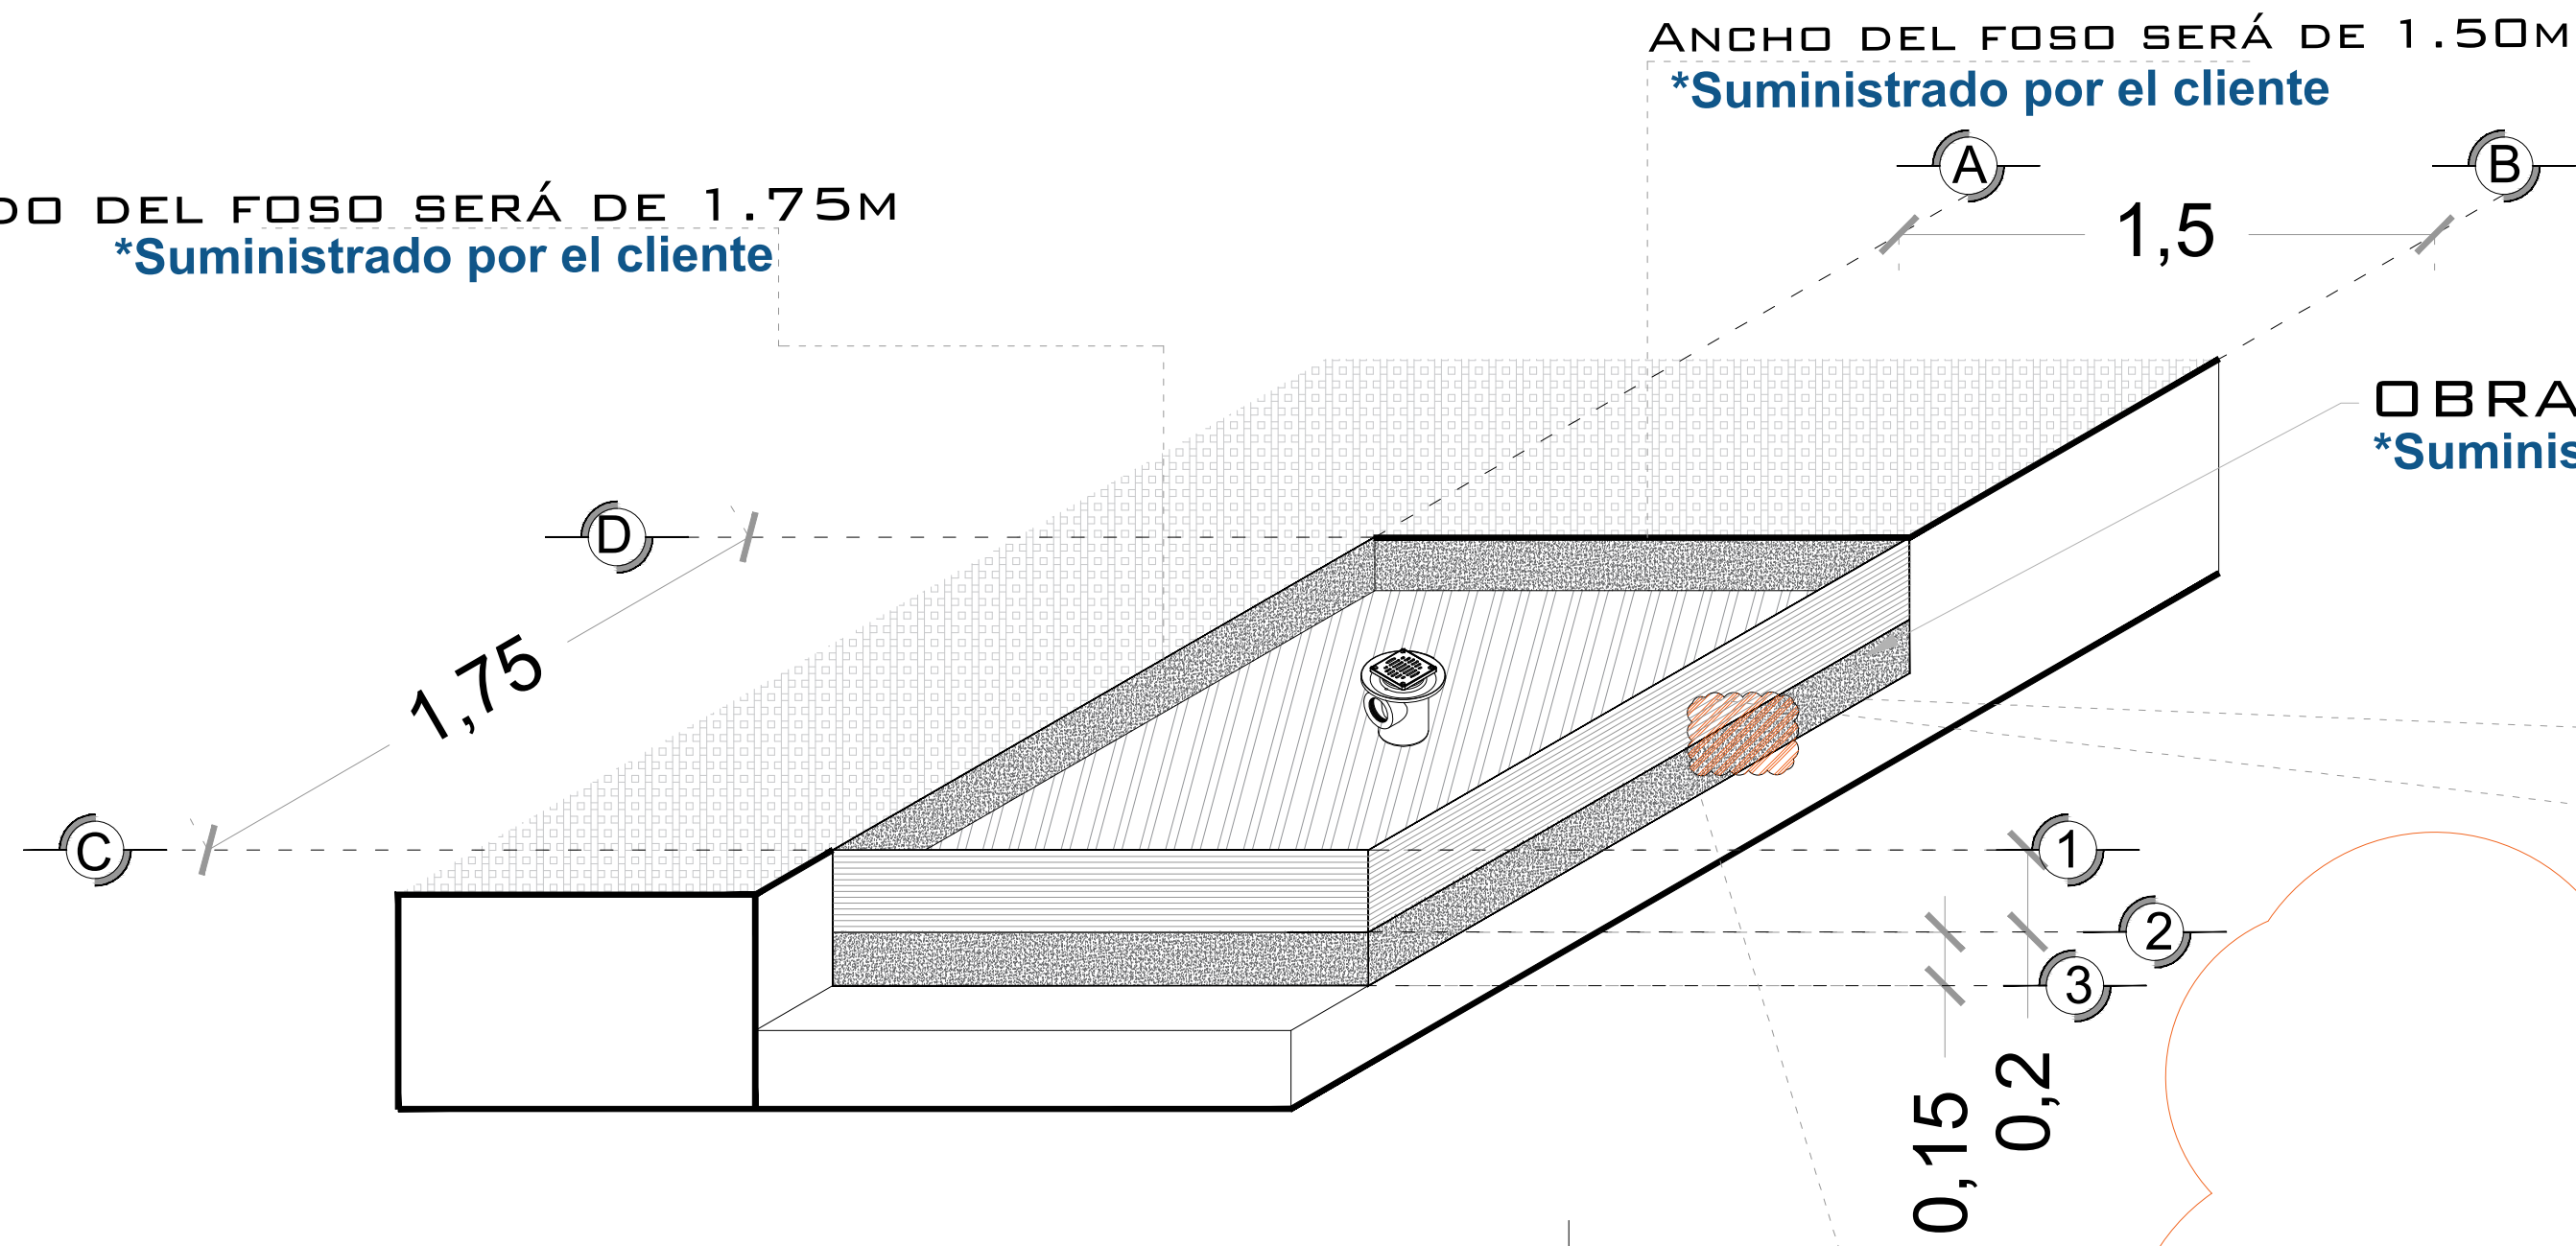 ANCHO DEL FOSO SERÁ DE 1.50M
*Suministrado por el cliente
A
B
1,5
DEL FOSO SERÁ DE 1.75M
*Suministrado por el cliente
OBRA
D
1,75
C
1
2
3
0,15
0,2